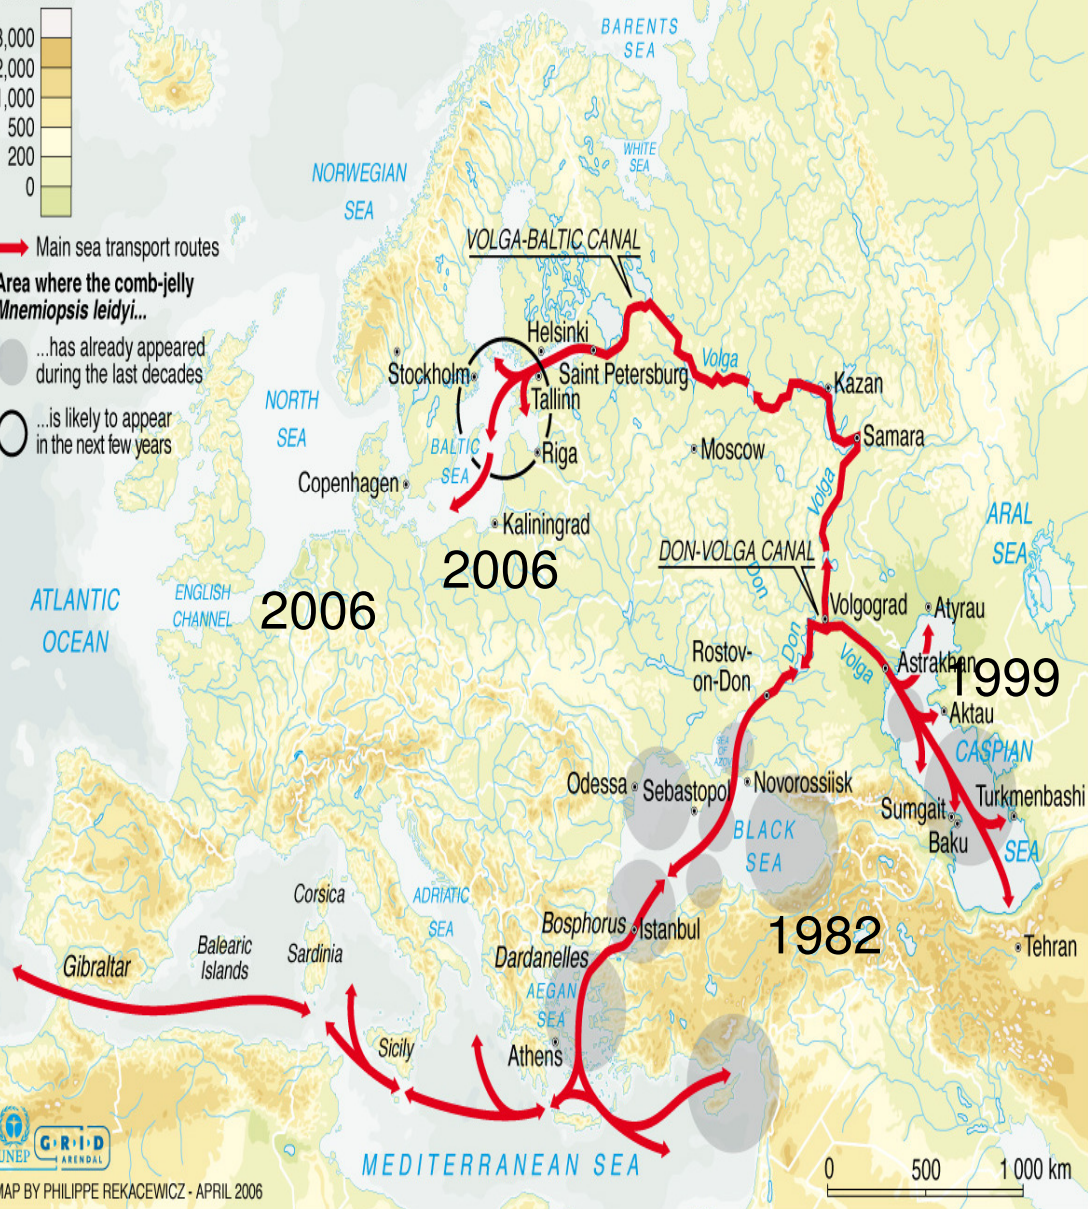 BARENTS
SEA
3,000
2,000
1,000
500
200
0
WHITE
SEA
NORWEGIAN
SEA
Main sea transport routes
VOLGA-BALTIC CANAL
Area where the comb-jelly
Mnemiopsis leidyi...
...has already appeared
during the last decades
...is likely to appear
in the next few years
Helsinki
Stockholm
Saint Petersburg
Tallinn
Volga
Kazan
NORTH
SEA
BALTIC
SEA
Riga
Moscow
Samara
Copenhagen
Volga
Kaliningrad
ARAL
SEA
2006
DON-VOLGA CANAL
Don
ATLANTIC
OCEAN
ENGLISH
CHANNEL
2006
Volgograd
Atyrau
Rostov-
on-Don
Don
Volga
Astrakhan
1999
Aktau
SEA
OF
AZOV
CASPIAN
SEA
Odessa
Sebastopol
Novorossiisk
Sumgait
Turkmenbashi
Baku
BLACK
SEA
Corsica
ADRIATIC
SEA
Bosphorus
Istanbul
1982
Tehran
Gibraltar
Balearic
Islands
Sardinia
Dardanelles
AEGAN
SEA
Sicily
Athens
UNEP
G·R·I·D
ARENDAL
MEDITERRANEAN SEA
0 500 1 000 km
MAP BY PHILIPPE REKACEWICZ - APRIL 2006